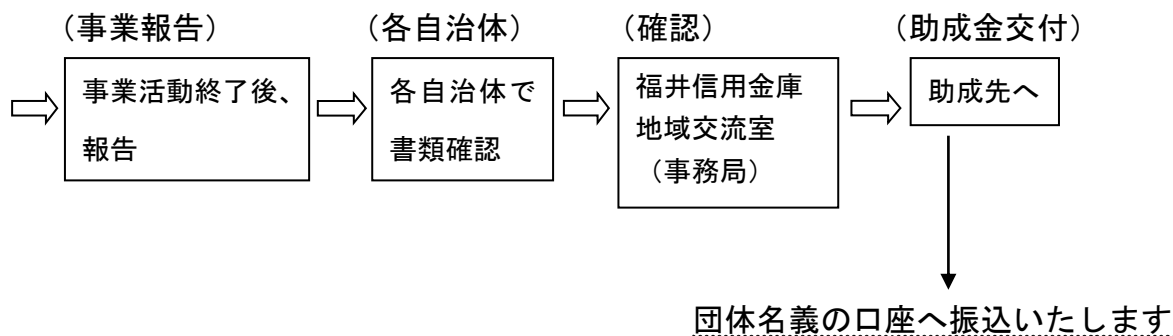 （事業報告）
（各自治体）
（確認）
（助成金交付）
事業活動終了後、
報告
各自治体で
書類確認
福井信用金庫
地域交流室
（事務局）
助成先へ
団体名義の口座へ振込いたします